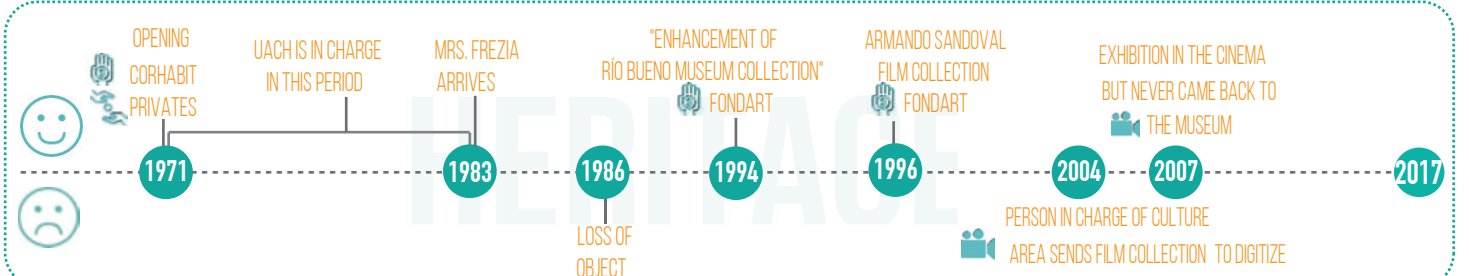 OPENING
CORHABIT
PRIVATES
UACH IS IN CHARGE
IN THIS PERIOD
MRS. FREZIA
ARRIVES
"ENHANCEMENT OF
RÍO BUENO MUSEUM COLLECTION"
FONDART
ARMANDO SANDOVAL
FILM COLLECTION
FONDART
EXHIBITION IN THE CINEMA
BUT NEVER CAME BACK TO
THE MUSEUM
HERITAGE
1971
1983
1986
1994
1996
2004
2007
2017
LOSS OF
OBJECT
PERSON IN CHARGE OF CULTURE
AREA SENDS FILM COLLECTION TO DIGITIZE